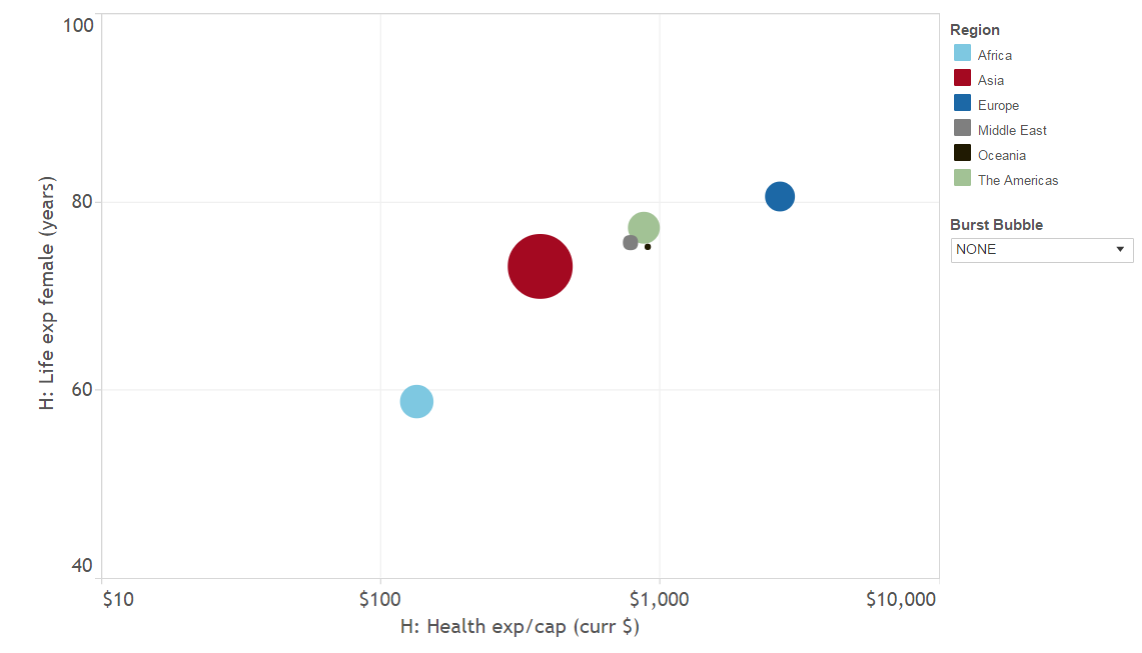 100
80
60
40
H: Life exp female (years)
$10
$100
$1,000
$10,000
H: Health exp/cap (curr $)
Region
Africa
Asia
Europe
Middle East
Oceania
The Americas
Burst Bubble
NONE